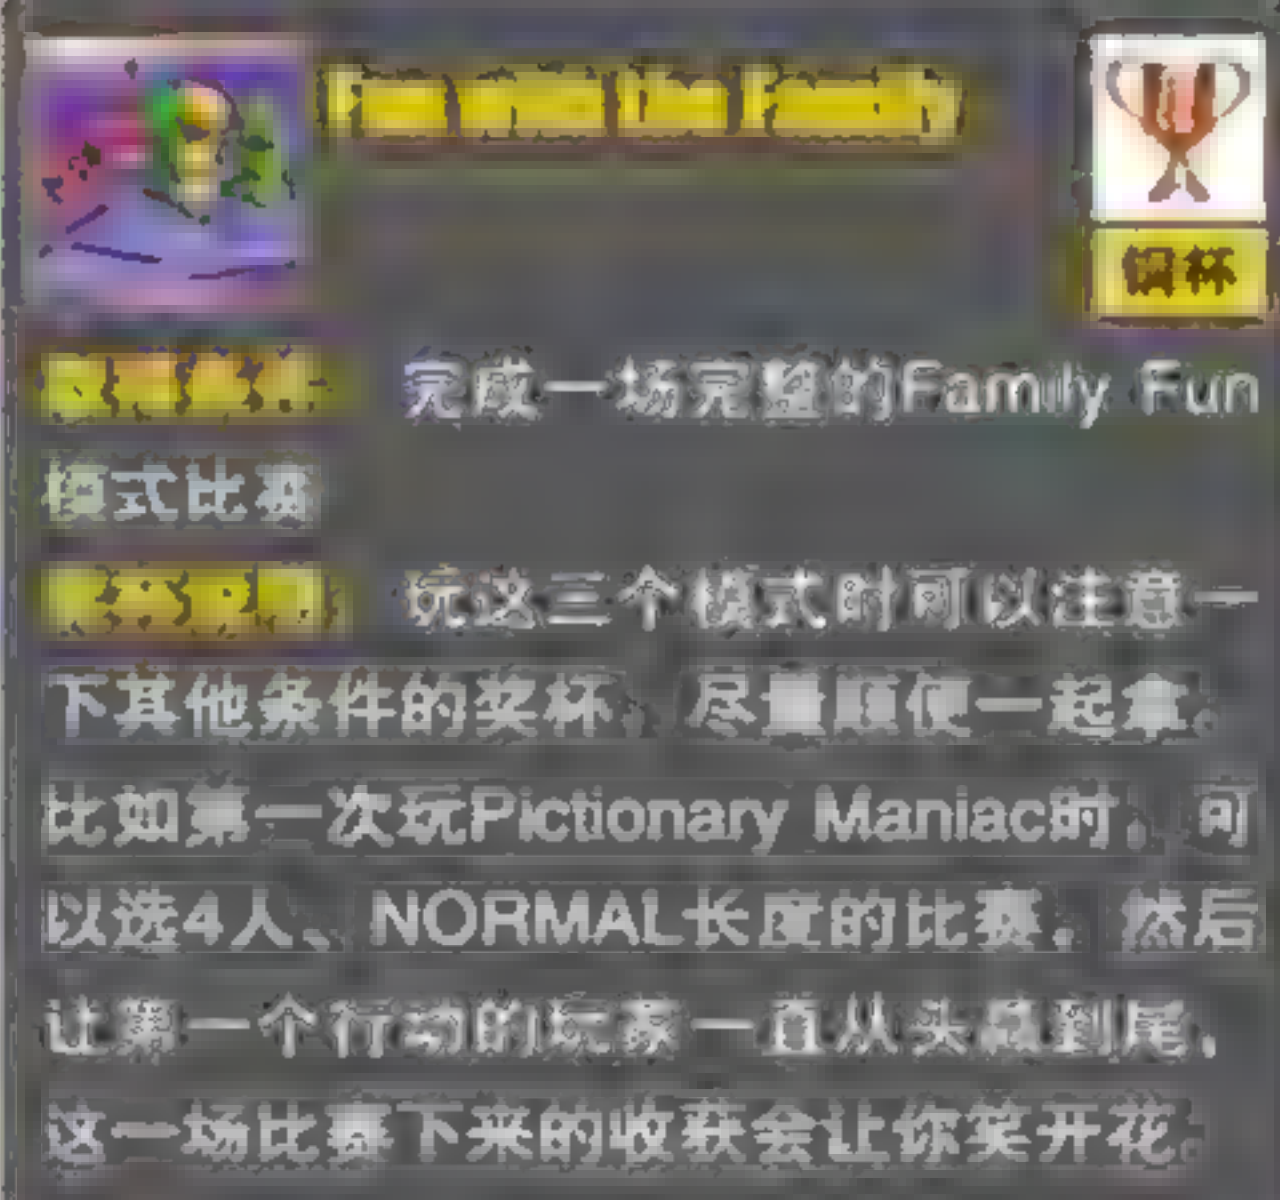 铜杯
完成一场完整的Family Fun
模式比赛
玩这三个模式时可以注意一
下其他条件的奖杯，尽量顺便一起拿。
比如第一次玩Pictionary Maniac时，可
以选4人、NORMAL长度的比赛，然后
让第一个行动的玩家一直从头赢到尾，
这一场比赛下来的收获会让你笑开花。